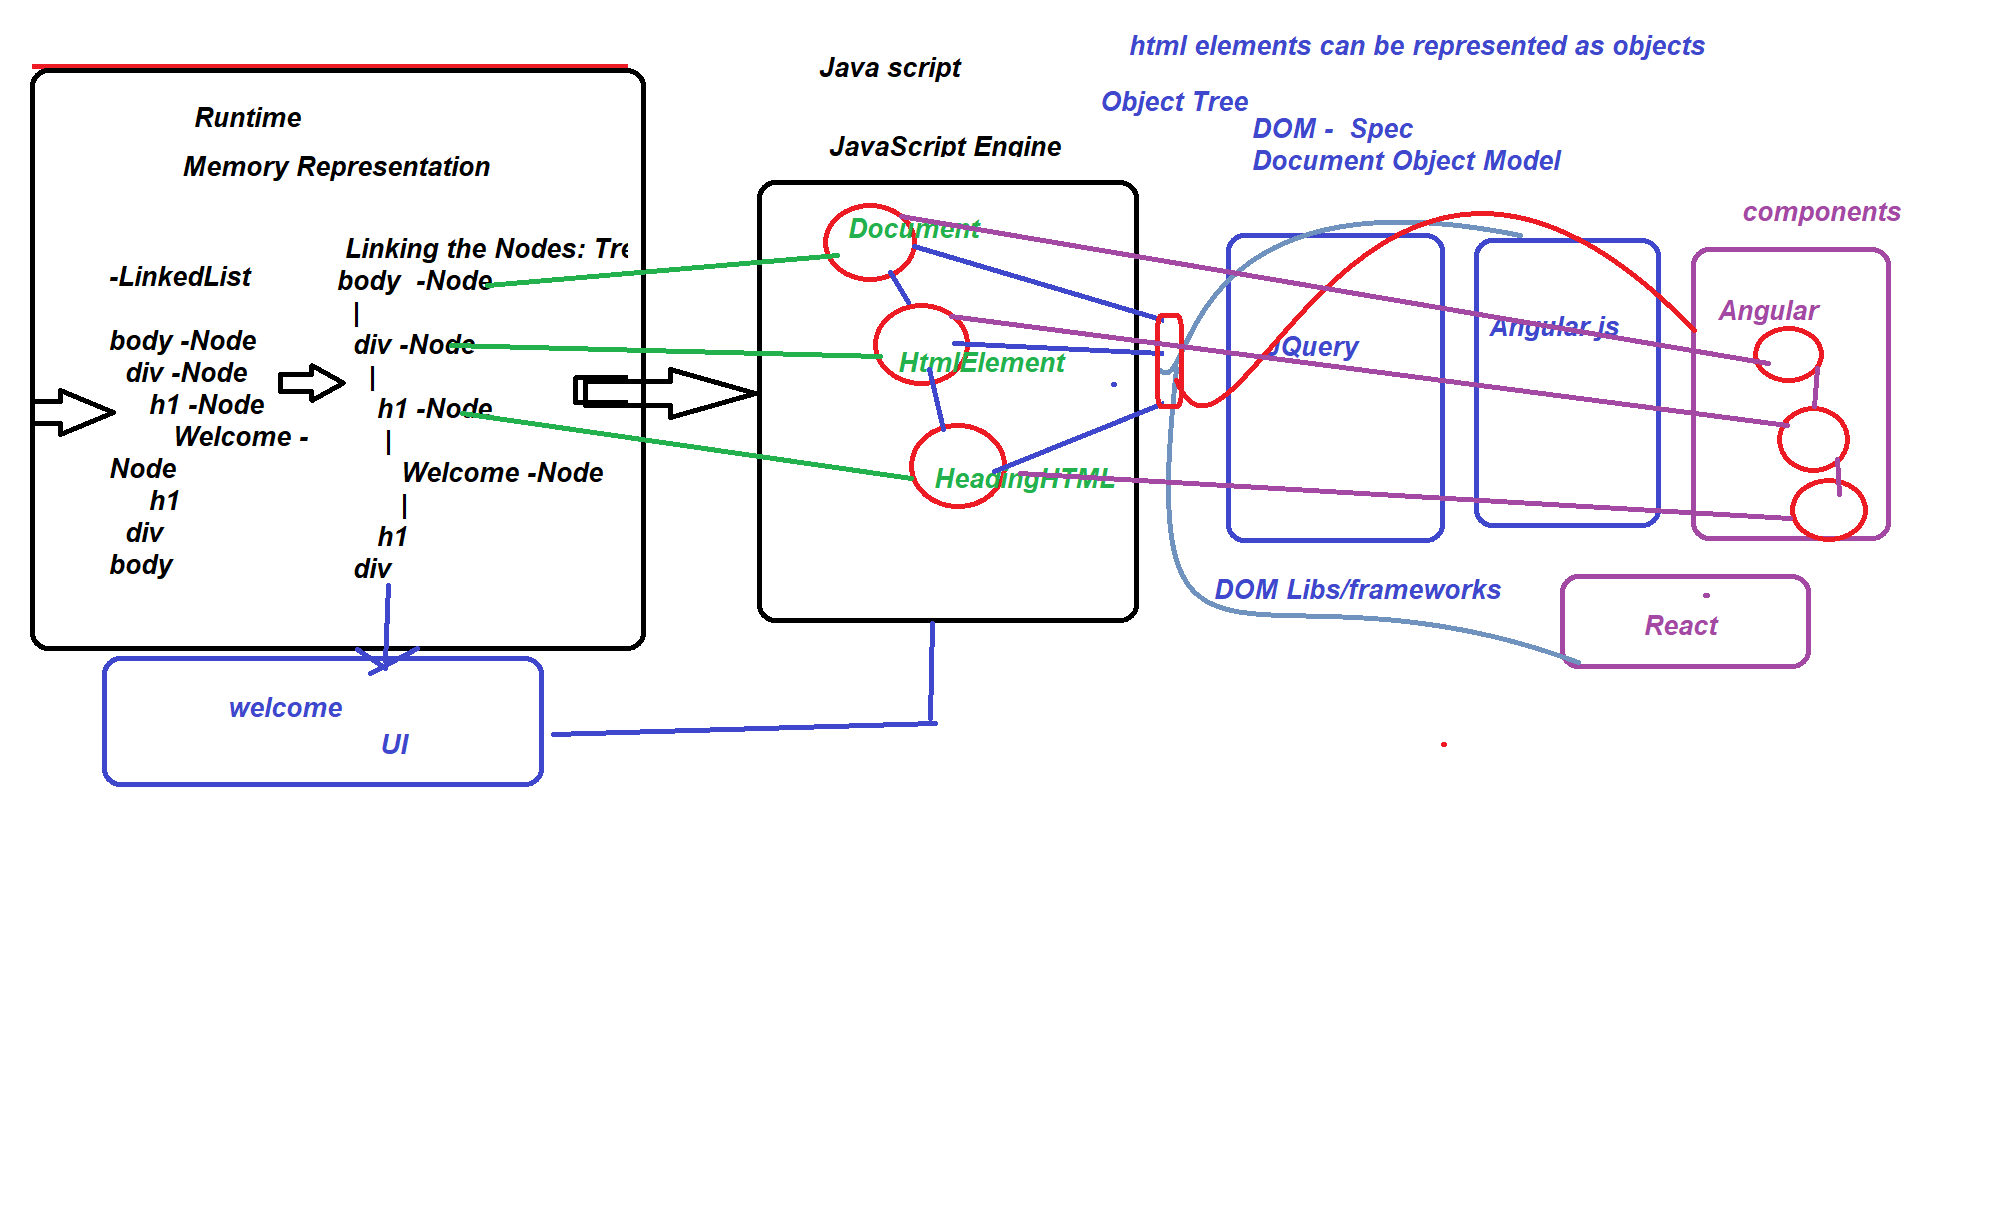 Runtime
Memory Representation
-LinkedList
body -Node
div -Node
h1 -Node
Welcome -
Node
h1
div
body
Linking the Nodes: Tre
body  -Node
|
div -Node
|
h1 -Node
|
Welcome -Node
|
h1
div
welcome
UI
Java script
JavaScript Engine
Document
HtmlElement
HeadingHTML
html elements can be represented as objects
Object Tree
DOM -  Spec
Document Object Model
JQuery
Angular js
components
Angular
DOM Libs/frameworks
React